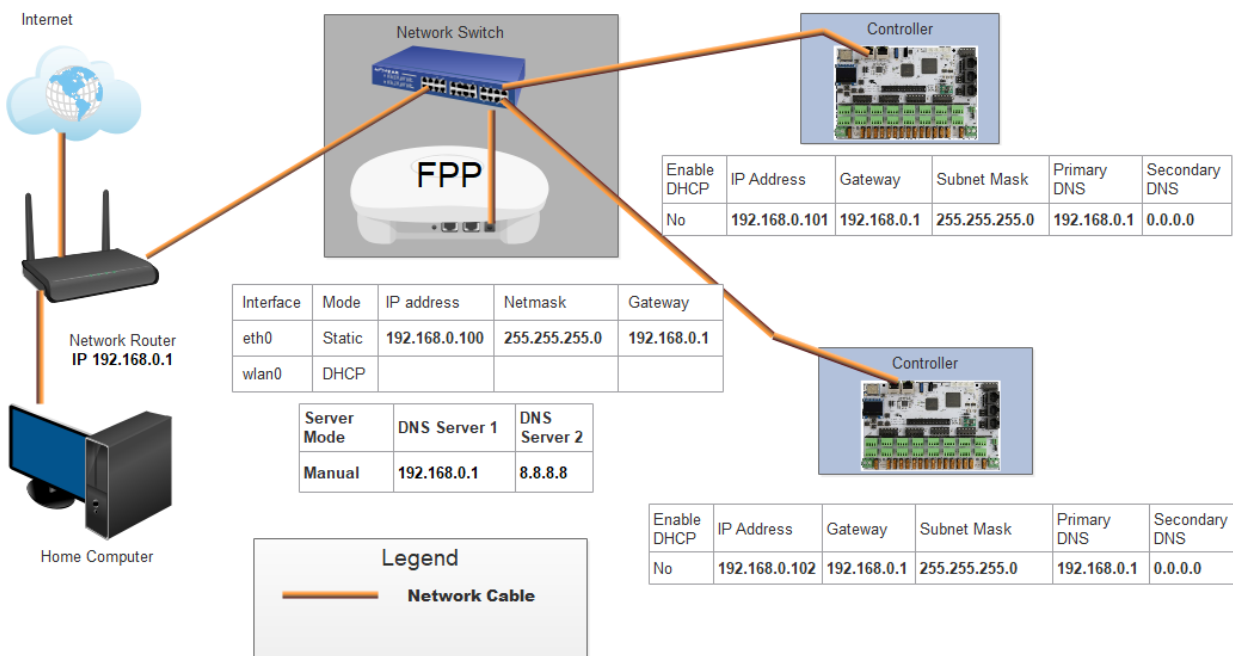 Internet
Network Switch
Controller
FPP
Enable DHCP IP Address Gateway Subnet Mask Primary DNS Secondary DNS
No 192.168.0.101 192.168.0.1 255.255.255.0 192.168.0.1 0.0.0.0
Network Router
IP 192.168.0.1
Interface Mode IP address Netmask Gateway
eth0 Static 192.168.0.100 255.255.255.0 192.168.0.1
wlan0 DHCP
Controller
Server Mode DNS Server 1 DNS Server 2
Manual 192.168.0.1 8.8.8.8
Home Computer
Enable DHCP IP Address Gateway Subnet Mask Primary DNS Secondary DNS
No 192.168.0.102 192.168.0.1 255.255.255.0 192.168.0.1 0.0.0.0
Legend
Network Cable